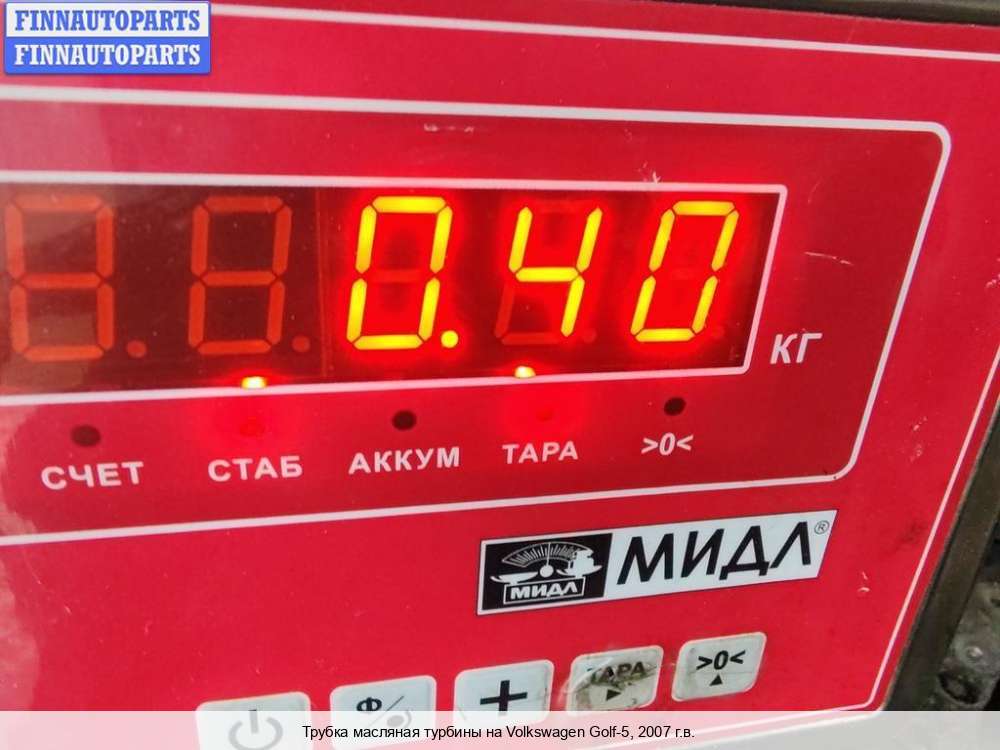 FINNAUTOPARTS
FINNAUTOPARTS
0.40
КГ
СЧЕТ СТАБ АККУМ ТАРА >0<
МИДЛ МИДЛ®
Ф + ТАРА >0<
Трубка масляная турбины на Volkswagen Golf-5, 2007 г.в.